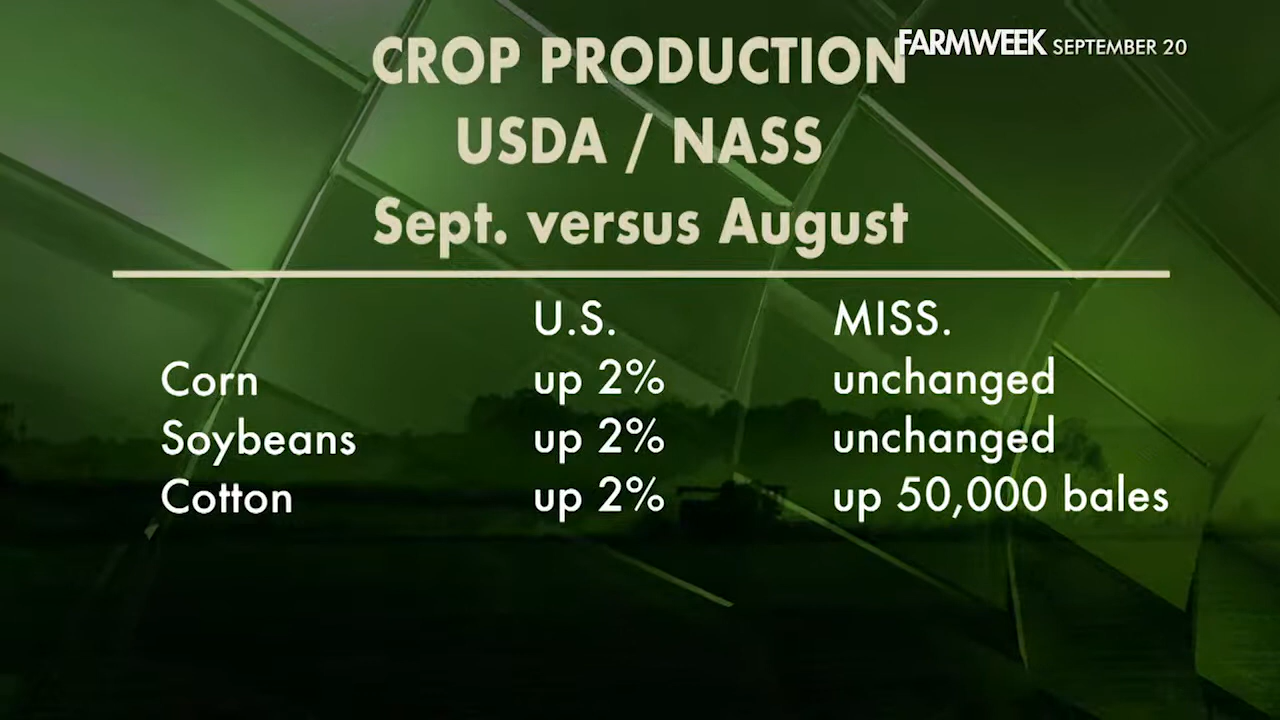 FARMWEEK SEPTEMBER 20
CROP PRODUCTION
USDA / NASS
Sept. versus August
U.S. MISS.
Corn up 2% unchanged
Soybeans up 2% unchanged
Cotton up 2% up 50,000 bales